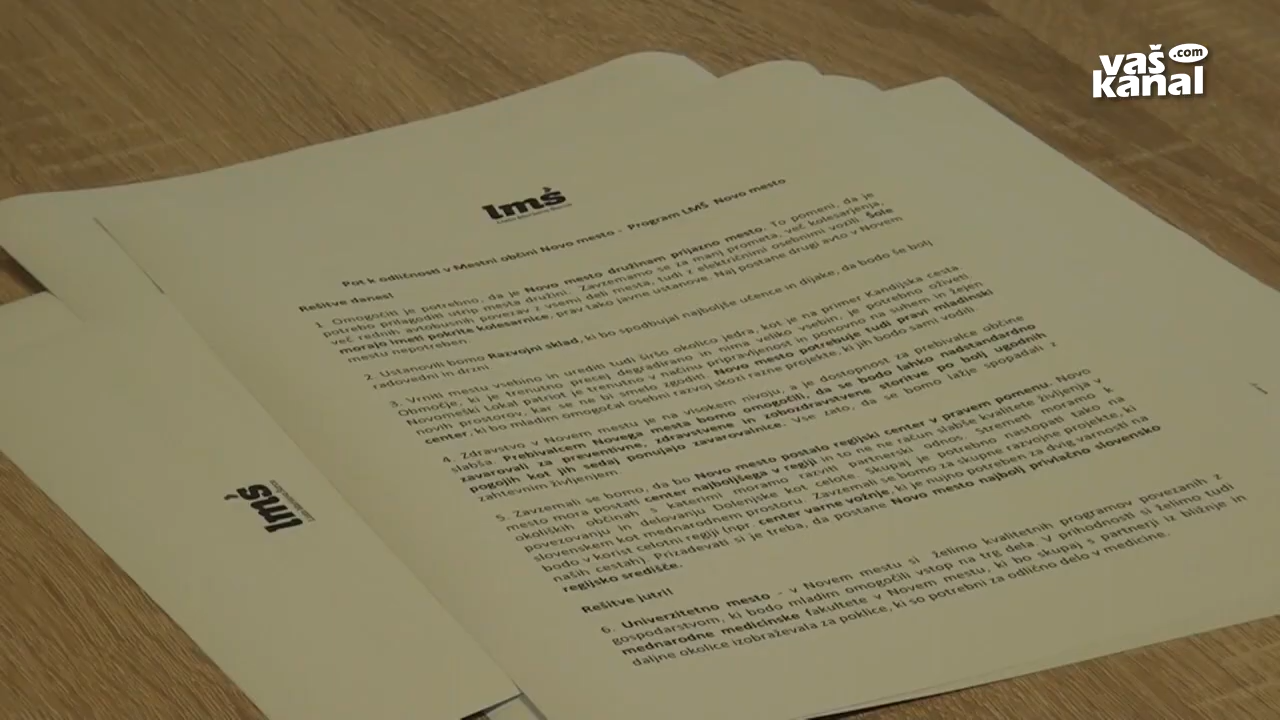 vaš .com
kanal
lmš
Pot k odličnosti v Mestni občini Novo mesto - Program LMŠ Novo mesto
Rešitve danes!
1. Omogočiti je potrebno, da je Novo mesto družinam prijazno mesto. To pomeni, da je
potrebo prilagoditi utrip mesta družini. Zavzemamo se za manj prometa, več kolesarjenja,
več rednih avtobusnih povezav z vsemi deli mesta, tudi z električnimi osebnimi vozili. Šole
morajo imeti pokrite kolesarnice, prav tako javne ustanove. Naj postane drugi avto v Novem
mestu nepotreben.
2. Ustanovili bomo Razvojni sklad, ki bo spodbujal najboljše učence in dijake, da bodo še bolj
radovedni in drzni.
3. Vrniti mestu vsebino in urediti tudi širšo okolico jedra, kot je na primer Kandijska cesta.
Območje, ki je trenutno precej degradirano in nima veliko vsebin, je potrebno oživeti.
Novomeški Lokal patriot je trenutno v načinu pripravljenost in ponovno na suhem in žejen
novih prostorov, kar se ne bi smelo zgoditi. Novo mesto potrebuje tudi pravi mladinski
center, ki bo mladim omogočal osebni razvoj skozi razne projekte, ki jih bodo sami vodili.
4. Zdravstvo v Novem mestu je na visokem nivoju, a je dostopnost za prebivalce občine
slabša. Prebivalcem Novega mesta bomo omogočili, da se bodo lahko nadstandardno
zavarovali za preventivne, zdravstvene in zobozdravstvene storitve po bolj ugodnih
pogojih kot jih sedaj ponujajo zavarovalnice. Vse zato, da se bomo lažje spopadali z
zahtevnim življenjem.
5. Zavzemali se bomo, da bo Novo mesto postalo regijski center v pravem pomenu. Novo
mesto mora postati center najboljšega v regiji in to ne na račun slabše kvalitete življenja v
okoliških občinah s katerimi moramo razviti partnerski odnos. Stremeti moramo k
povezovanju in delovanju Dolenjske kot celote. Skupaj je potrebno nastopati tako na
slovenskem kot mednarodnem prostoru. Zavzemali se bomo za skupne razvojne projekte, ki
bodo v korist celotni regiji (npr. center varne vožnje, ki je nujno potreben za dvig varnosti na
naših cestah). Prizadevati si je treba, da postane Novo mesto najbolj privlačno slovensko
regijsko središče.
Rešitve jutri!
6. Univerzitetno mesto - v Novem mestu si želimo kvalitetnih programov povezanih z
gospodarstvom, ki bodo mladim omogočili vstop na trg dela. V prihodnosti si želimo tudi
mednarodne medicinske fakultete v Novem mestu, ki bo skupaj s partnerji iz bližnje in
daljne okolice izobraževala za poklice, ki so potrebni za odlično delo v medicine.
lmš